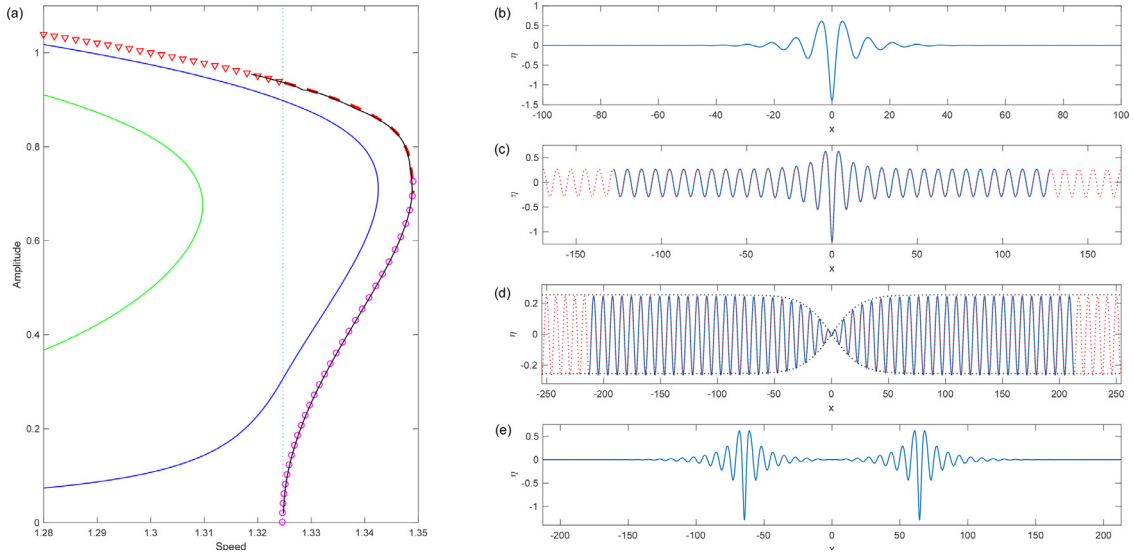 (a)
1
0.8
0.6
0.4
0.2
0
Amplitude
1.28 1.29 1.3 1.31 1.32 1.33 1.34 1.35
Speed
(b)
1
0.5
0
-0.5
-1
-1.5
η
-100 -80 -60 -40 -20 0 20 40 60 80 100
x
(c)
0.5
0
-0.5
-1
η
-150 -100 -50 0 50 100 150
x
(d)
0.2
0
-0.2
η
-250 -200 -150 -100 -50 0 50 100 150 200 250
x
(e)
0.5
0
-0.5
-1
η
-200 -150 -100 -50 0 50 100 150 200
x